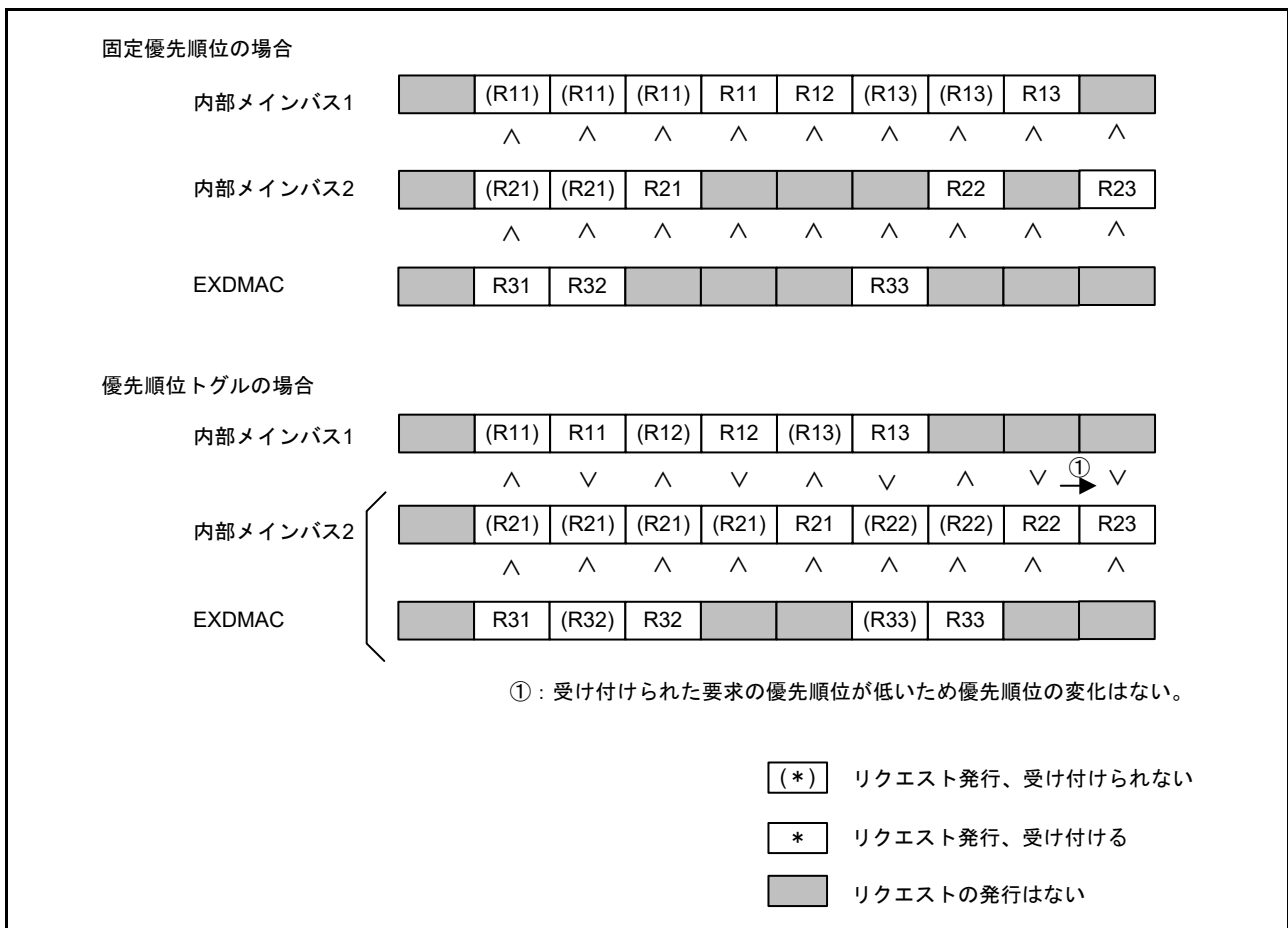 固定優先順位の場合
内部メインバス1 (R11) (R11) (R11) R11 R12 (R13) (R13) R13
∧ ∧ ∧ ∧ ∧ ∧ ∧ ∧ ∧
内部メインバス2 (R21) (R21) R21 R22 R23
∧ ∧ ∧ ∧ ∧ ∧ ∧ ∧ ∧
EXDMAC R31 R32 R33
優先順位トグルの場合
内部メインバス1 (R11) R11 (R12) R12 (R13) R13
∧ ∨ ∧ ∨ ∧ ∨ ∧ ∨ ① ∨
内部メインバス2 (R21) (R21) (R21) (R21) R21 (R22) (R22) R22 R23
∧ ∧ ∧ ∧ ∧ ∧ ∧ ∧ ∧
EXDMAC R31 (R32) R32 (R33) R33
①：受け付けられた要求の優先順位が低いため優先順位の変化はない。
(*) リクエスト発行、受け付けられない
* リクエスト発行、受け付ける
リクエストの発行はない